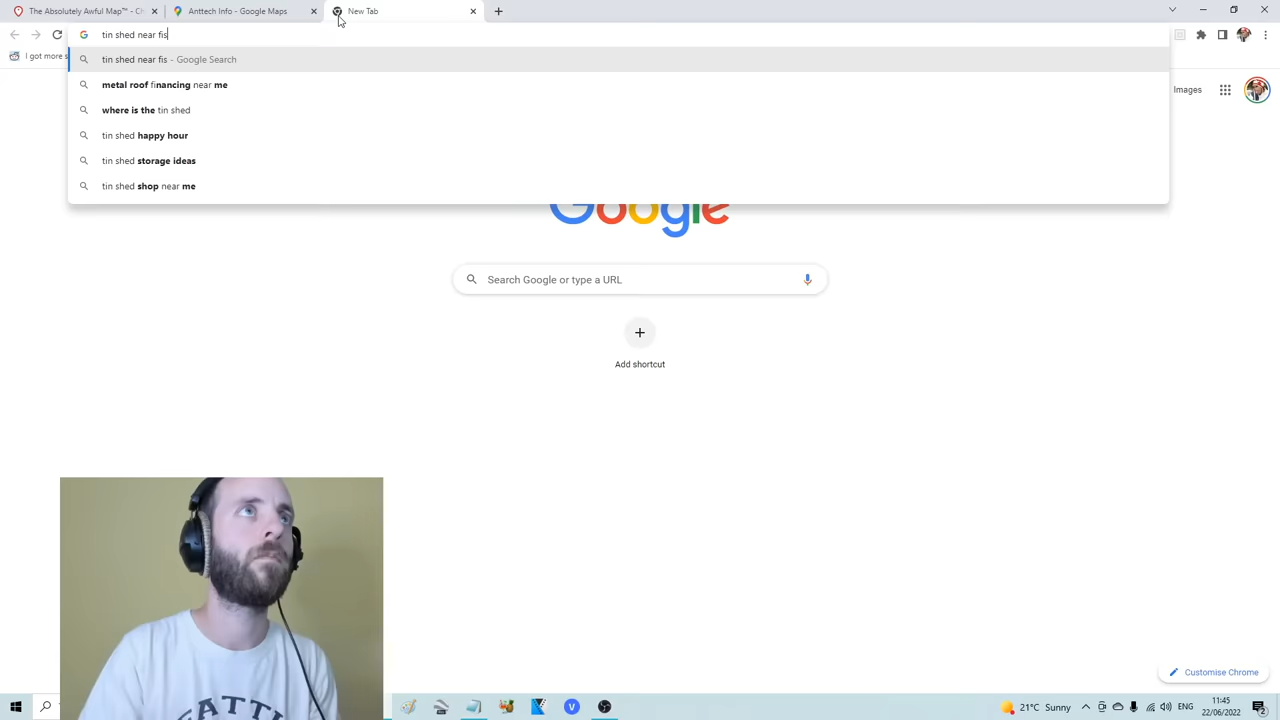 The Absolutely Awful Map™ - Ch
Anttech Info - Google Maps
New Tab
tin shed near fis
I got more s
tin shed near fis - Google Search
metal roof financing near me
where is the tin shed
tin shed happy hour
tin shed storage ideas
tin shed shop near me
Images
Google
Search Google or type a URL
Add shortcut
Customise Chrome
21°C Sunny
ENG
11:45
22/06/2022